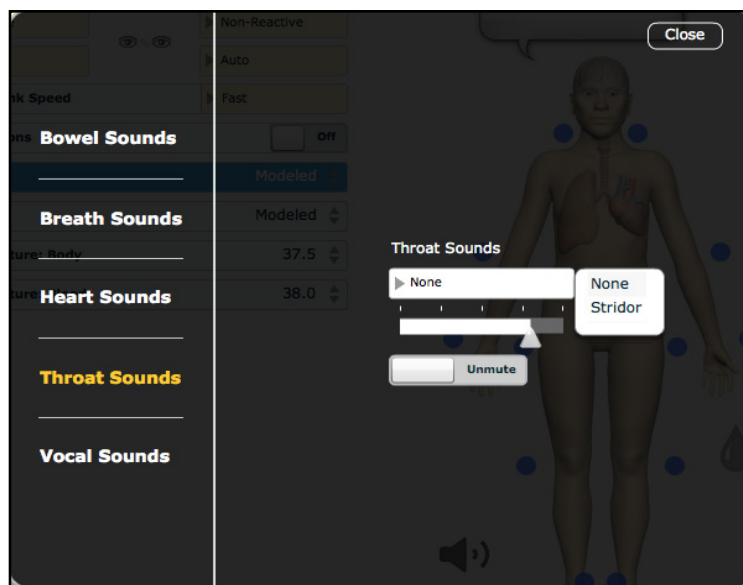 Non-Reactive
Close
Auto
nk Speed
Fast
ons
Off
Bowel Sounds
Modeled
Breath Sounds
Modeled
Throat Sounds
ture: Body
37.5
None
None
Heart Sounds
38.0
Stridor
Unmute
Throat Sounds
Vocal Sounds